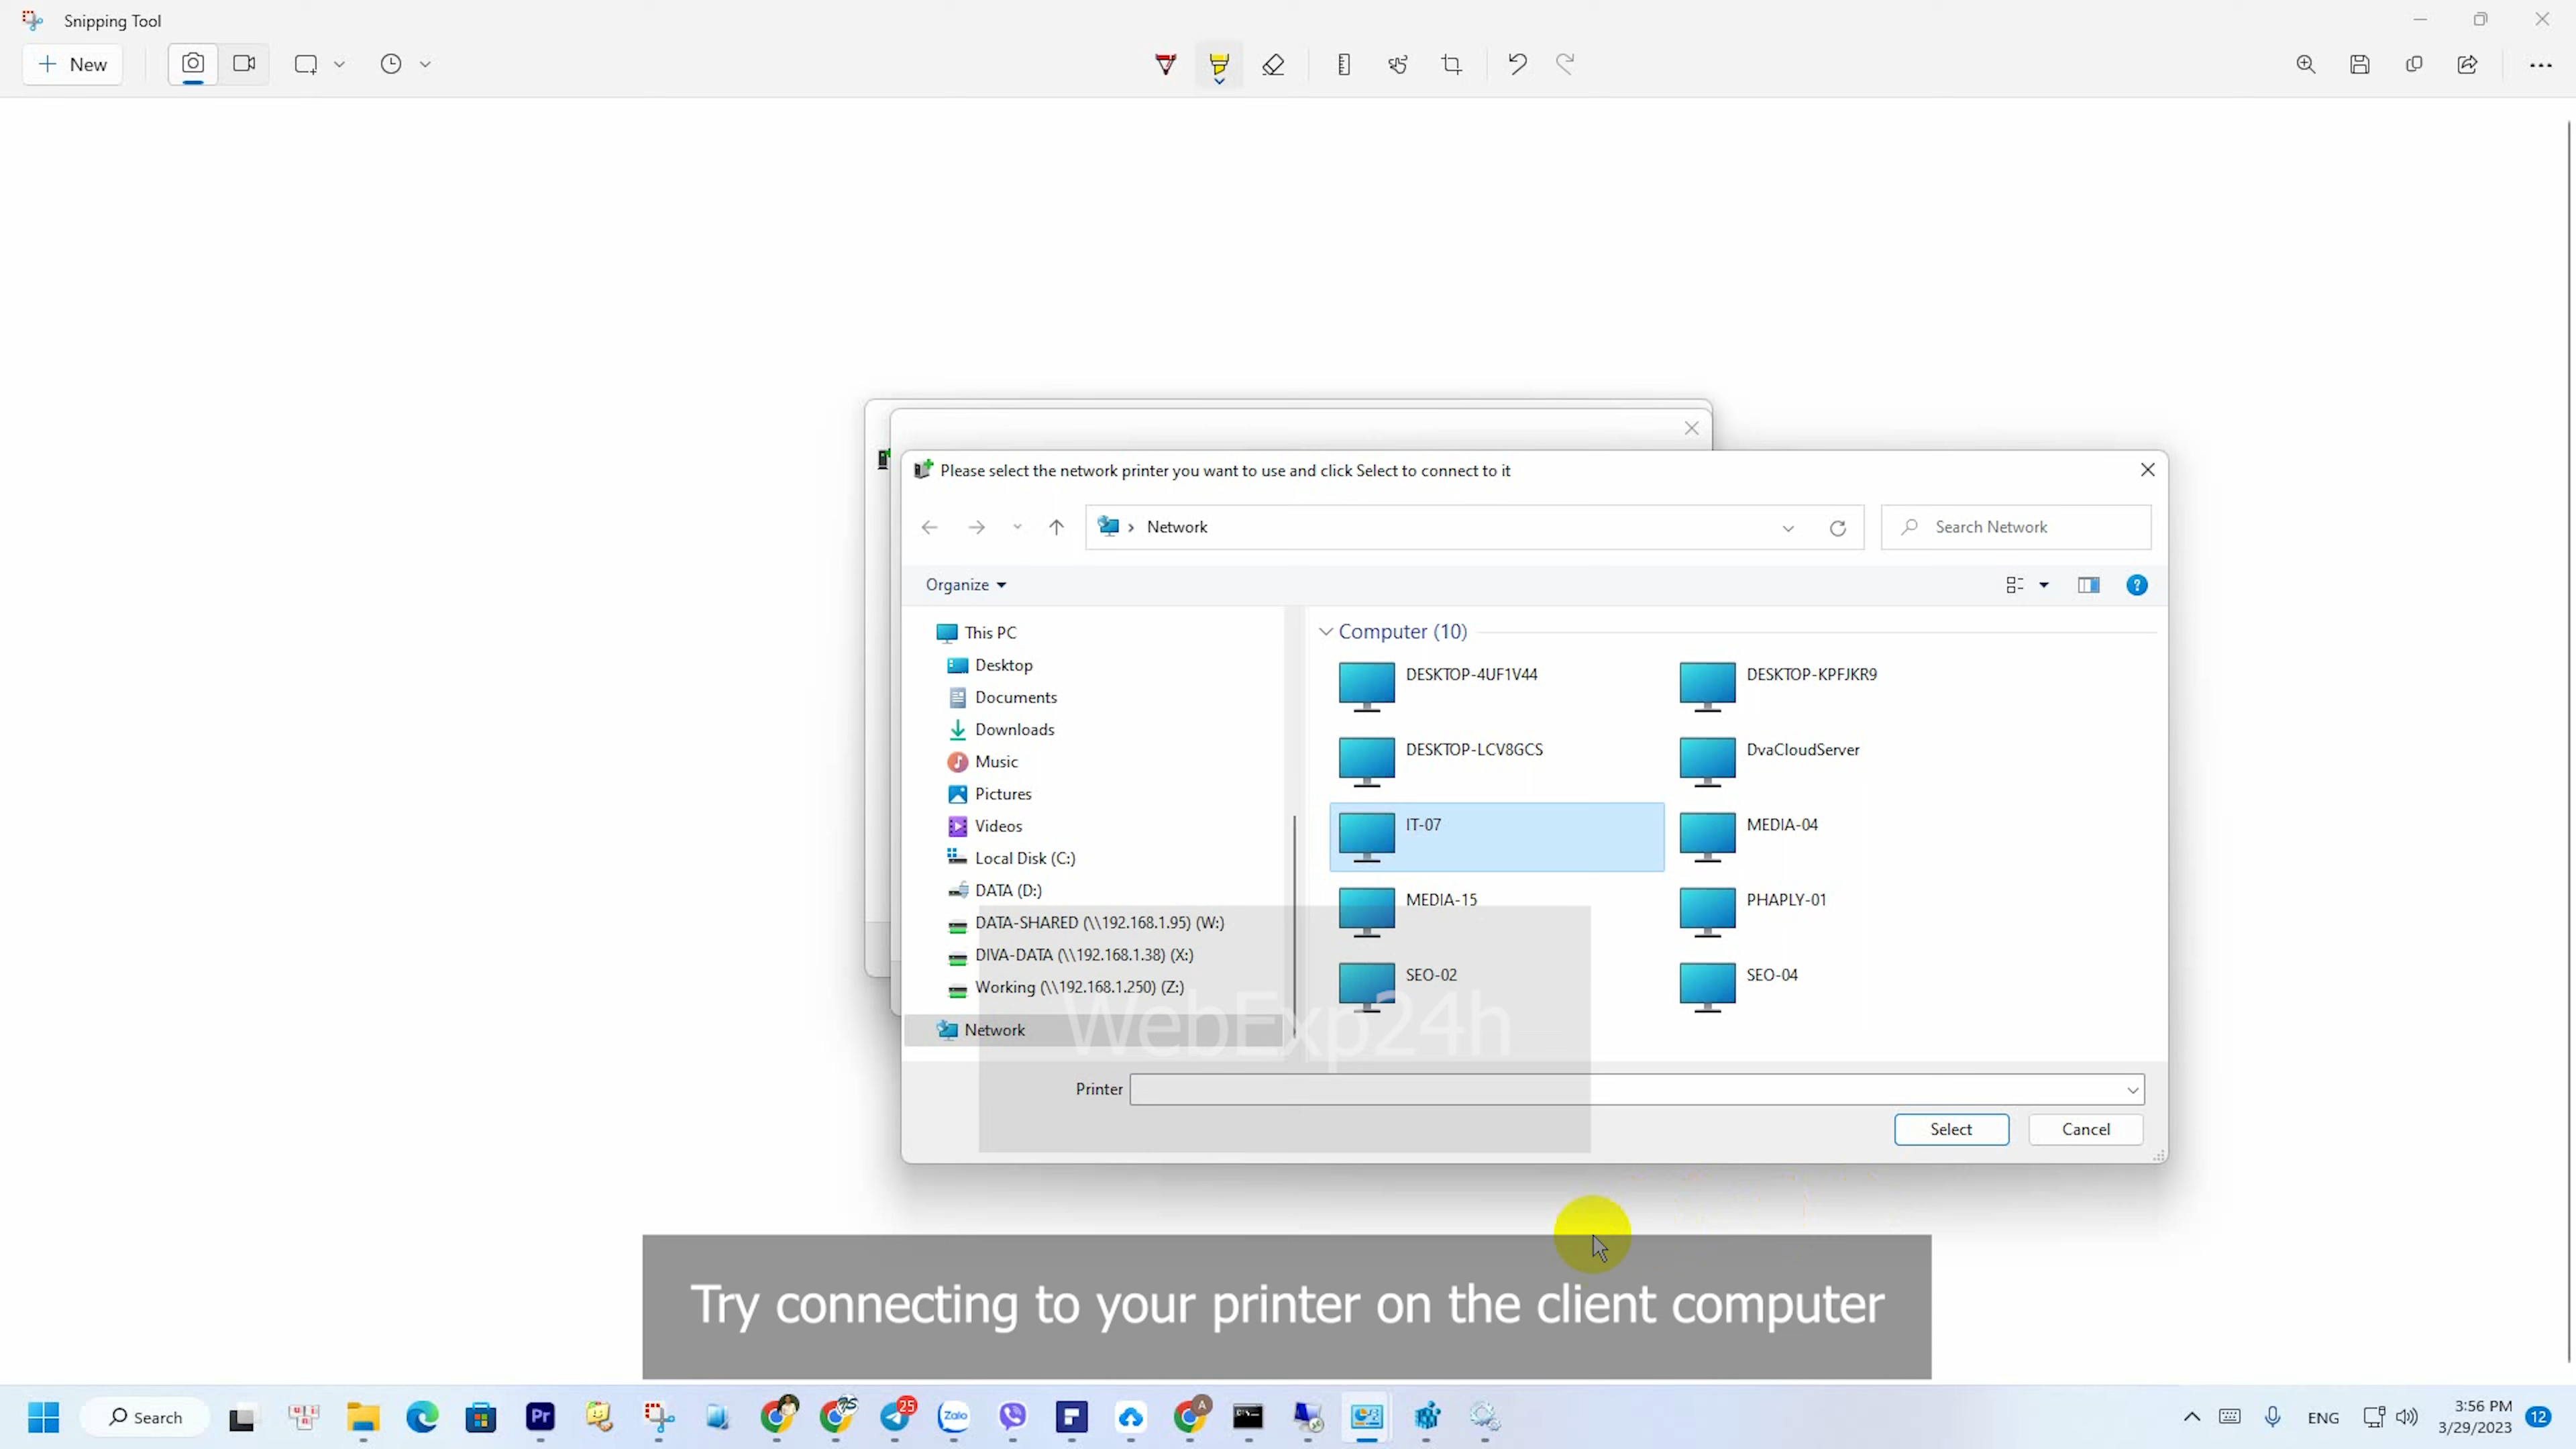 Snipping Tool
New
Please select the network printer you want to use and click Select to connect to it
Network
Search Network
Organize
This PC
Desktop
Documents
Downloads
Music
Pictures
Videos
Local Disk (C:)
DATA (D:)
DATA-SHARED (\\192.168.1.95) (W:)
DIVA-DATA (\\192.168.1.38) (X:)
Working (\\192.168.1.250) (Z:)
Network
Computer (10)
DESKTOP-4UF1V44
DESKTOP-KPFJKR9
DESKTOP-LCV8GCS
DvaCloudServer
IT-07
MEDIA-04
MEDIA-15
PHAPLY-01
SEO-02
SEO-04
WebExp24h
Printer
Select
Cancel
Try connecting to your printer on the client computer
Search
Pr
25
Zalo
A
ENG
3:56 PM
3/29/2023
12